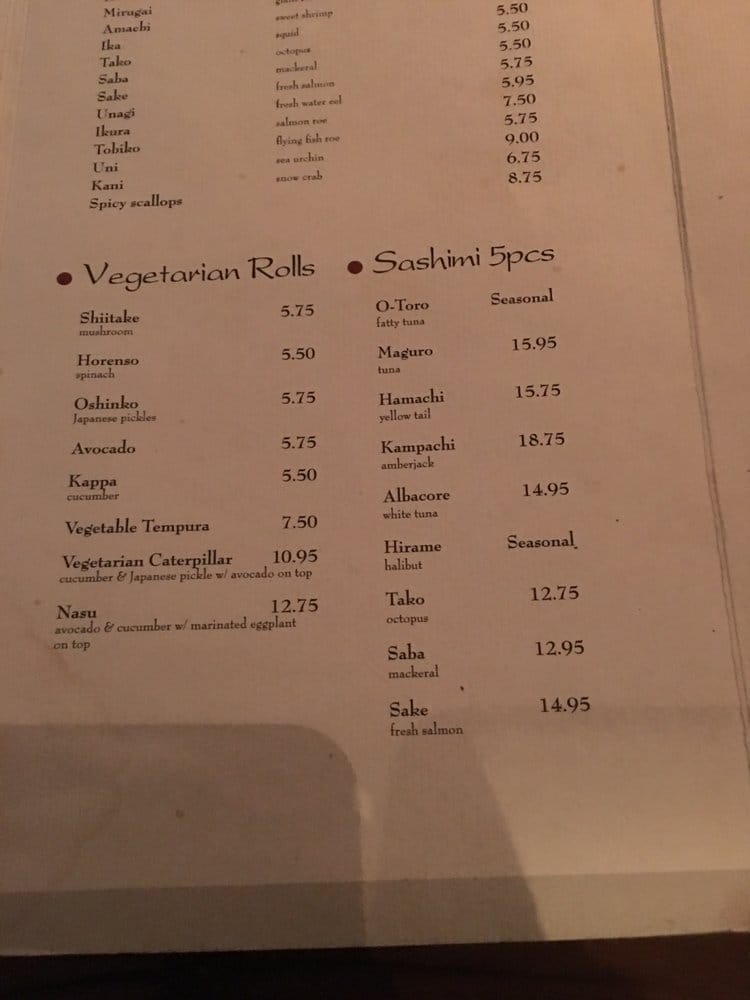 Mirugai
Amachi sweet shrimp 5.50
Ika squid 5.50
Tako octopus 5.50
Saba mackeral 5.75
Sake fresh salmon 5.95
Unagi fresh water eel 7.50
Ikura salmon roe 5.75
Tobiko flying fish roe 9.00
Uni sea urchin 6.75
Kani snow crab 8.75
Spicy scallops
Vegetarian Rolls
Shiitake 5.75
mushroom
Horenso 5.50
spinach
Oshinko 5.75
Japanese pickles
Avocado 5.75
Kappa 5.50
cucumber
Vegetable Tempura 7.50
Vegetarian Caterpillar 10.95
cucumber & Japanese pickle w/ avocado on top
Nasu 12.75
avocado & cucumber w/ marinated eggplant
on top
Sashimi 5pcs
O-Toro Seasonal
fatty tuna
Maguro 15.95
tuna
Hamachi 15.75
yellow tail
Kampachi 18.75
amberjack
Albacore 14.95
white tuna
Hirame Seasonal
halibut
Tako 12.75
octopus
Saba 12.95
mackeral
Sake 14.95
fresh salmon